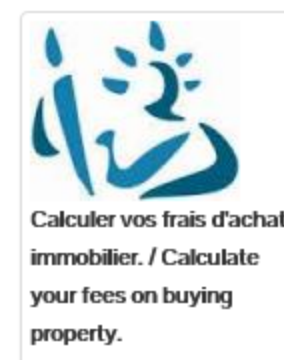 Calculer vos frais d'achat
immobilier. / Calculate
your fees on buying
property.